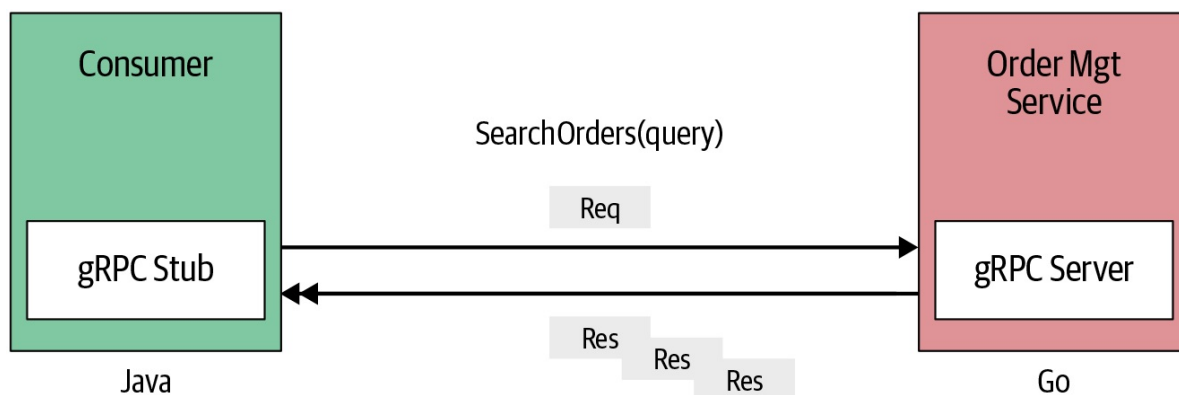 Consumer
Order Mgt
Service
SearchOrders(query)
Req
gRPC Stub
gRPC Server
Res
Res
Res
Java
Go